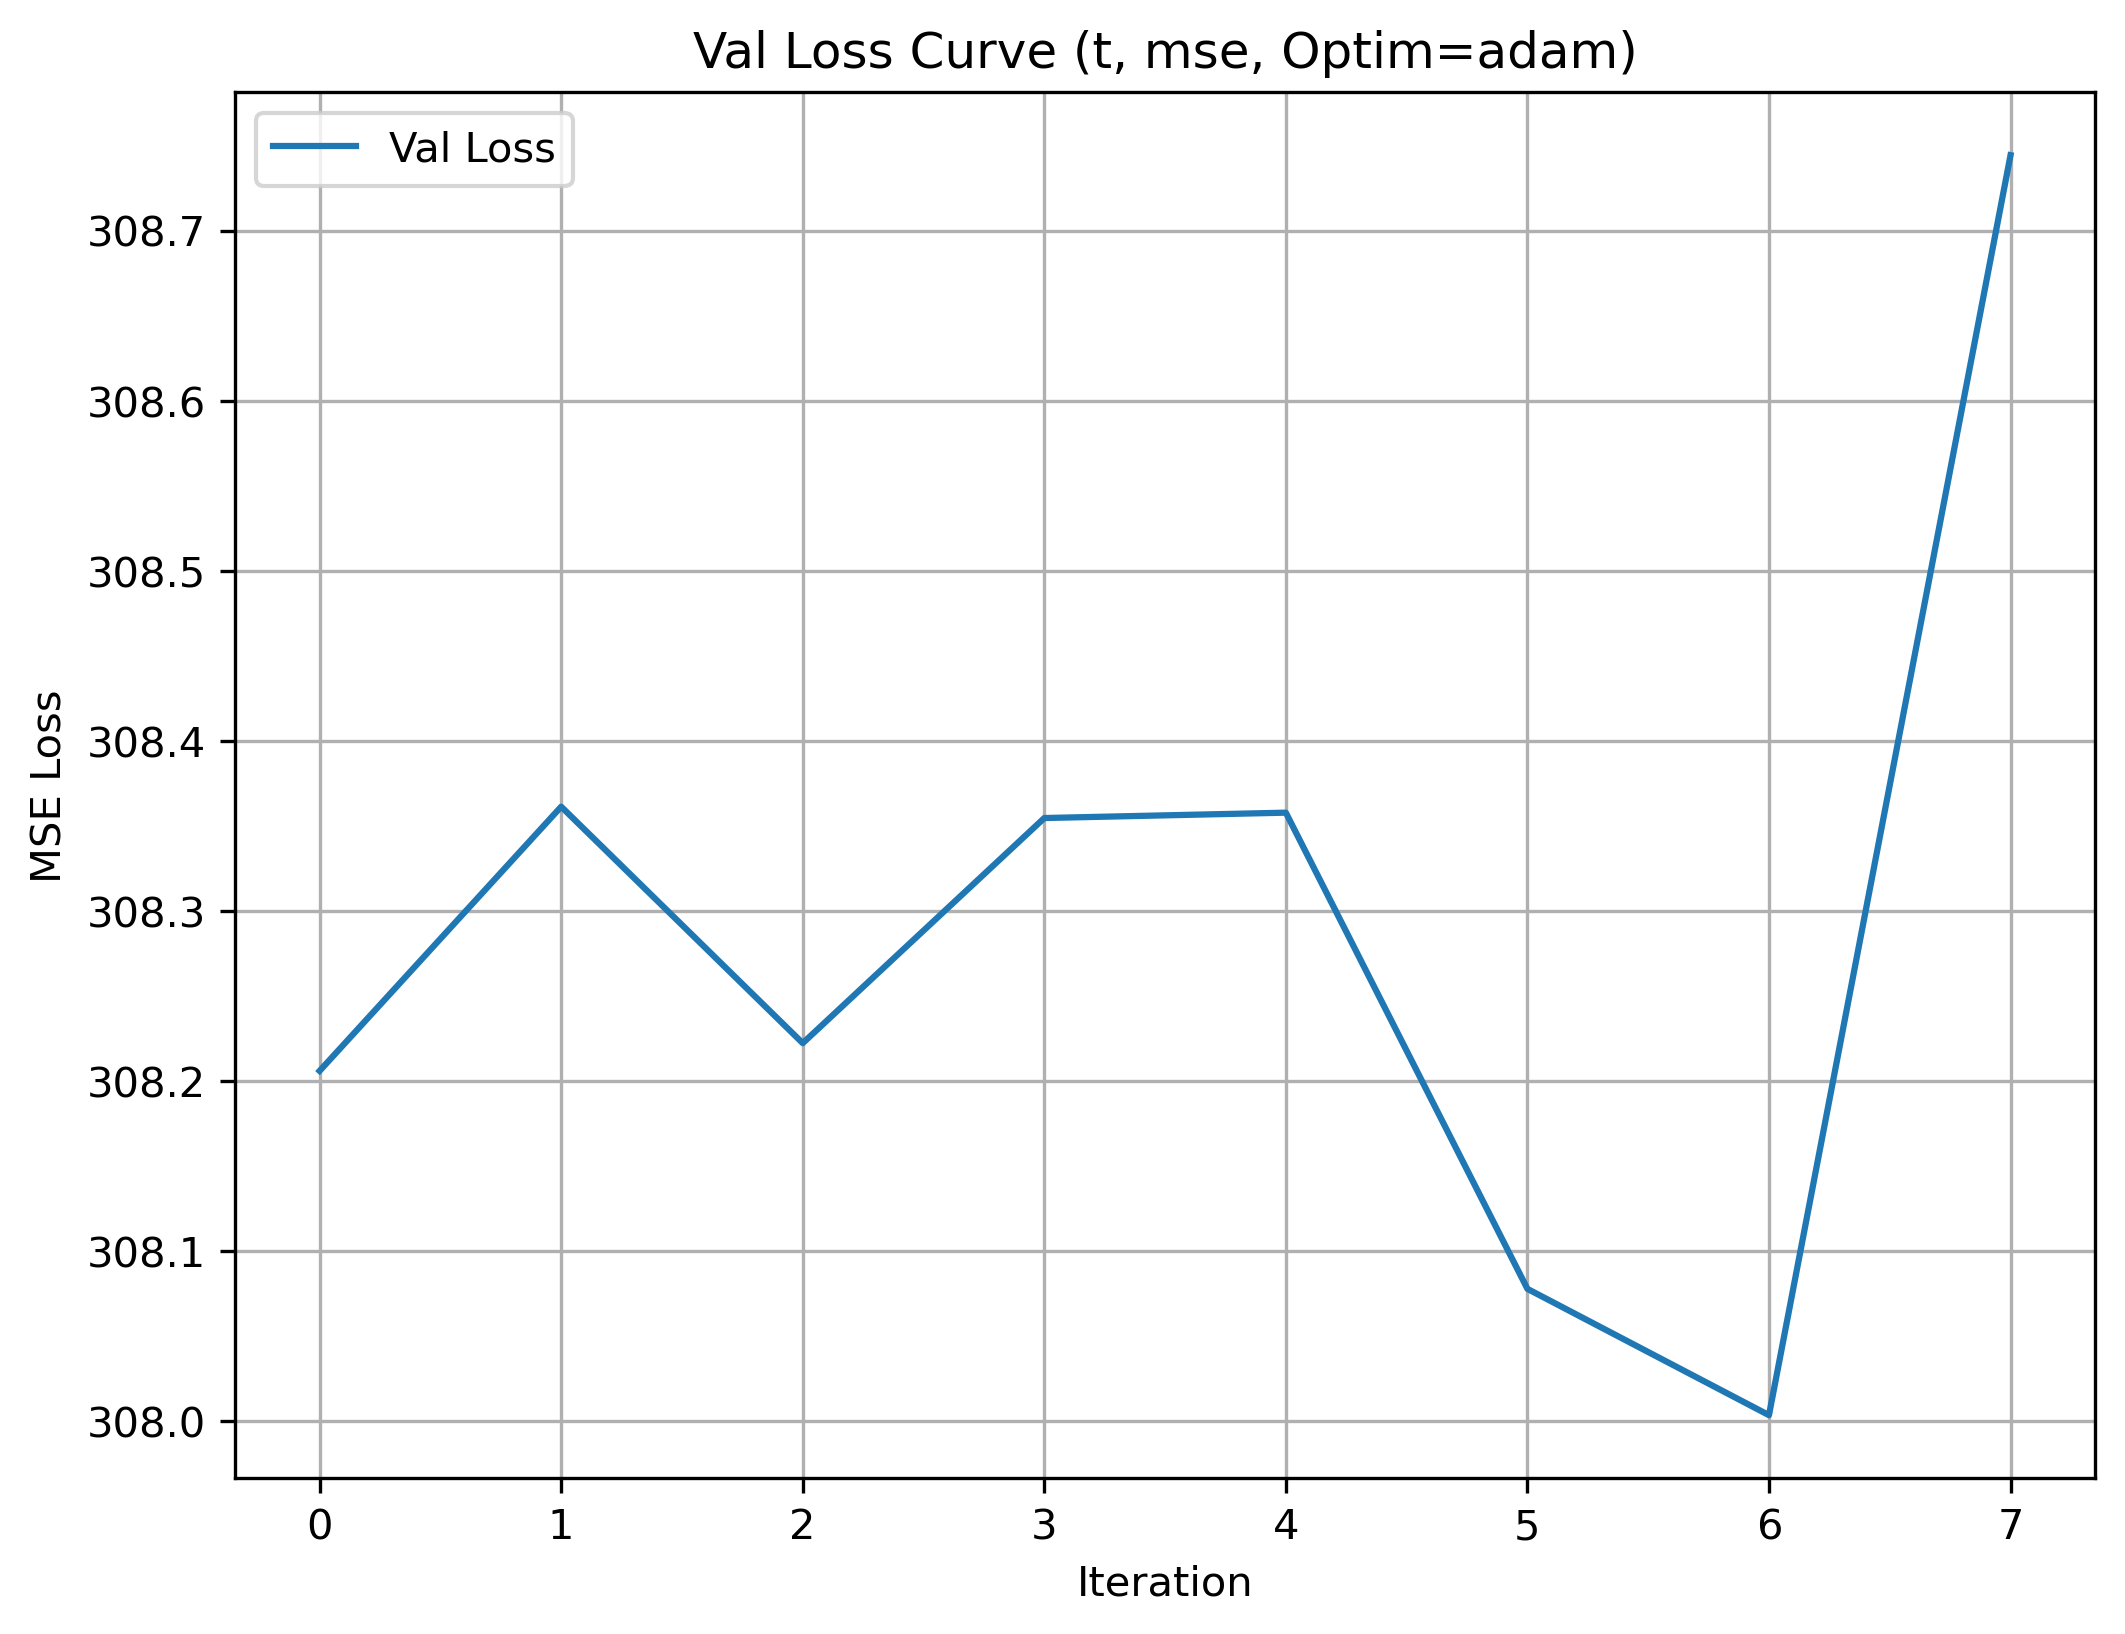 Val Loss Curve (t, mse, Optim=adam)
Val Loss
308.7
308.6
308.5
308.4
308.3
308.2
308.1
308.0
MSE Loss
0 1 2 3 4 5 6 7
Iteration